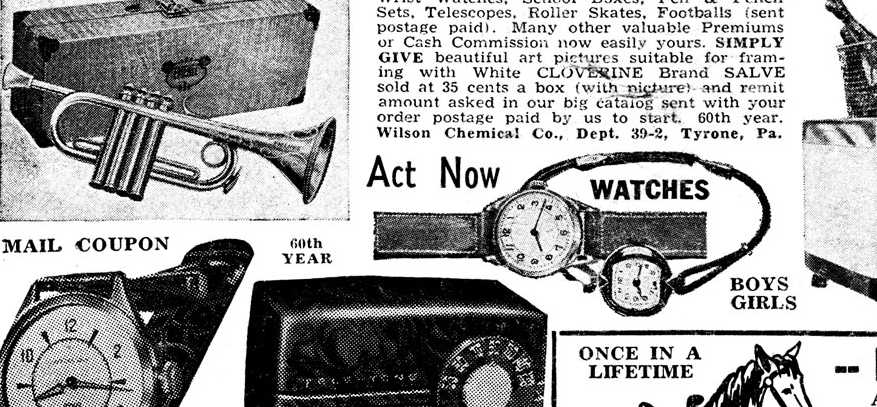 Wrist Watches, School Boxes, Pen & Pencil
Sets, Telescopes, Roller Skates, Footballs (sent
postage paid). Many other valuable Premiums
or Cash Commission now easily yours. SIMPLY
GIVE beautiful art pictures suitable for fram-
ing with White CLOVERINE Brand SALVE
sold at 35 cents a box (with picture) and remit
amount asked in our big catalog sent with your
order postage paid by us to start. 60th year.
Wilson Chemical Co., Dept. 39-2, Tyrone, Pa.
Act Now
WATCHES
MAIL COUPON
60th
YEAR
BOYS
GIRLS
12
10
2
ONCE IN A
LIFETIME